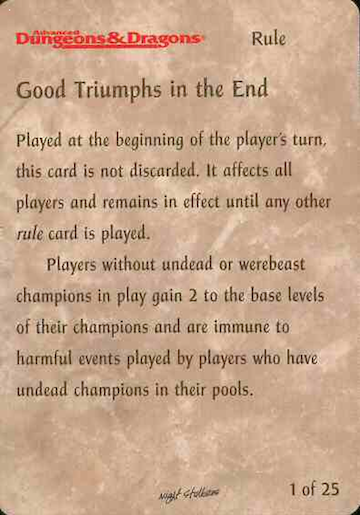 Advanced
Dungeons & Dragons®
Rule
Good Triumphs in the End
Played at the beginning of the player's turn,
this card is not discarded. It affects all
players and remains in effect until any other
rule card is played.
Players without undead or werebeast
champions in play gain 2 to the base levels
of their champions and are immune to
harmful events played by players who have
undead champions in their pools.
Night Stalkers
1 of 25